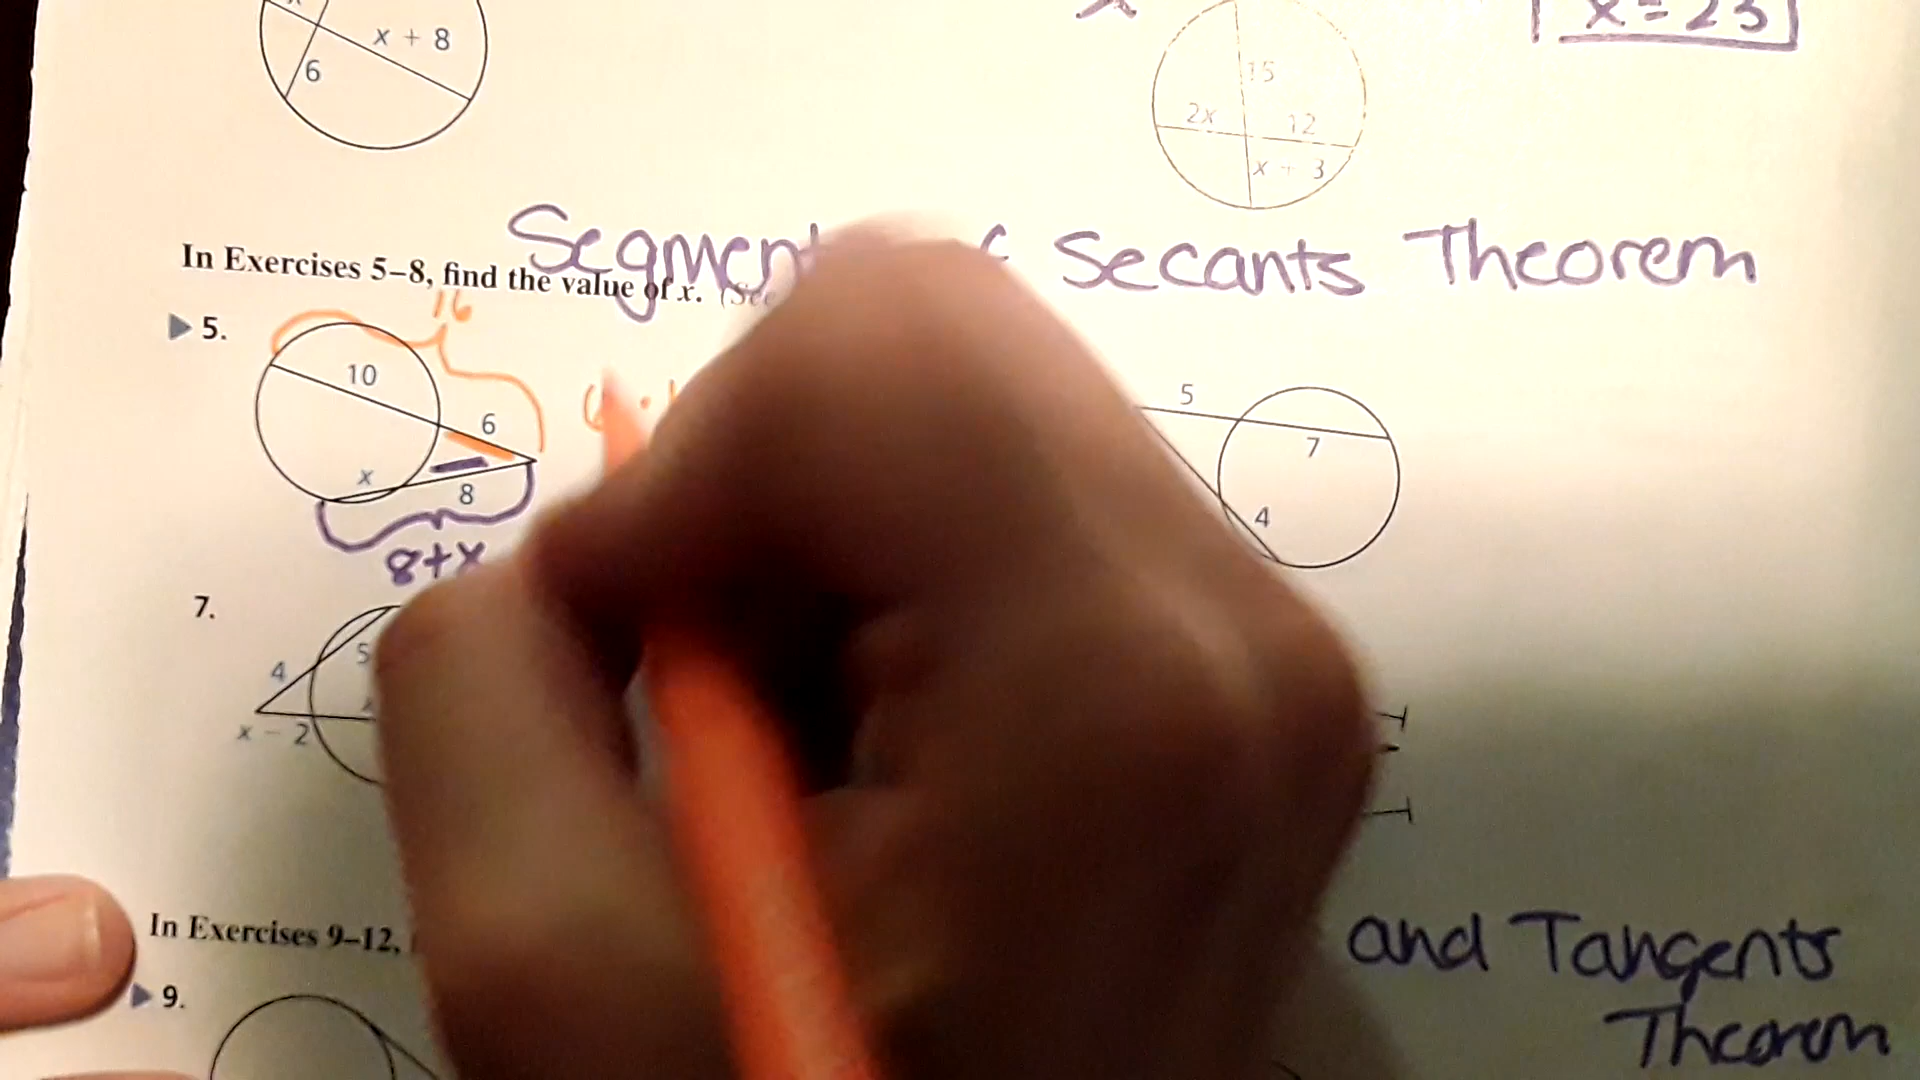 x + 8
6
x = 23
15
2x
12
x + 3
Segment Secants Theorem
In Exercises 5–8, find the value of x. (See
5.
16
10
6
x
8
8+x
5
7
4
7.
4
5
x − 2
In Exercises 9–12,
and Tangents
Theorem
9.